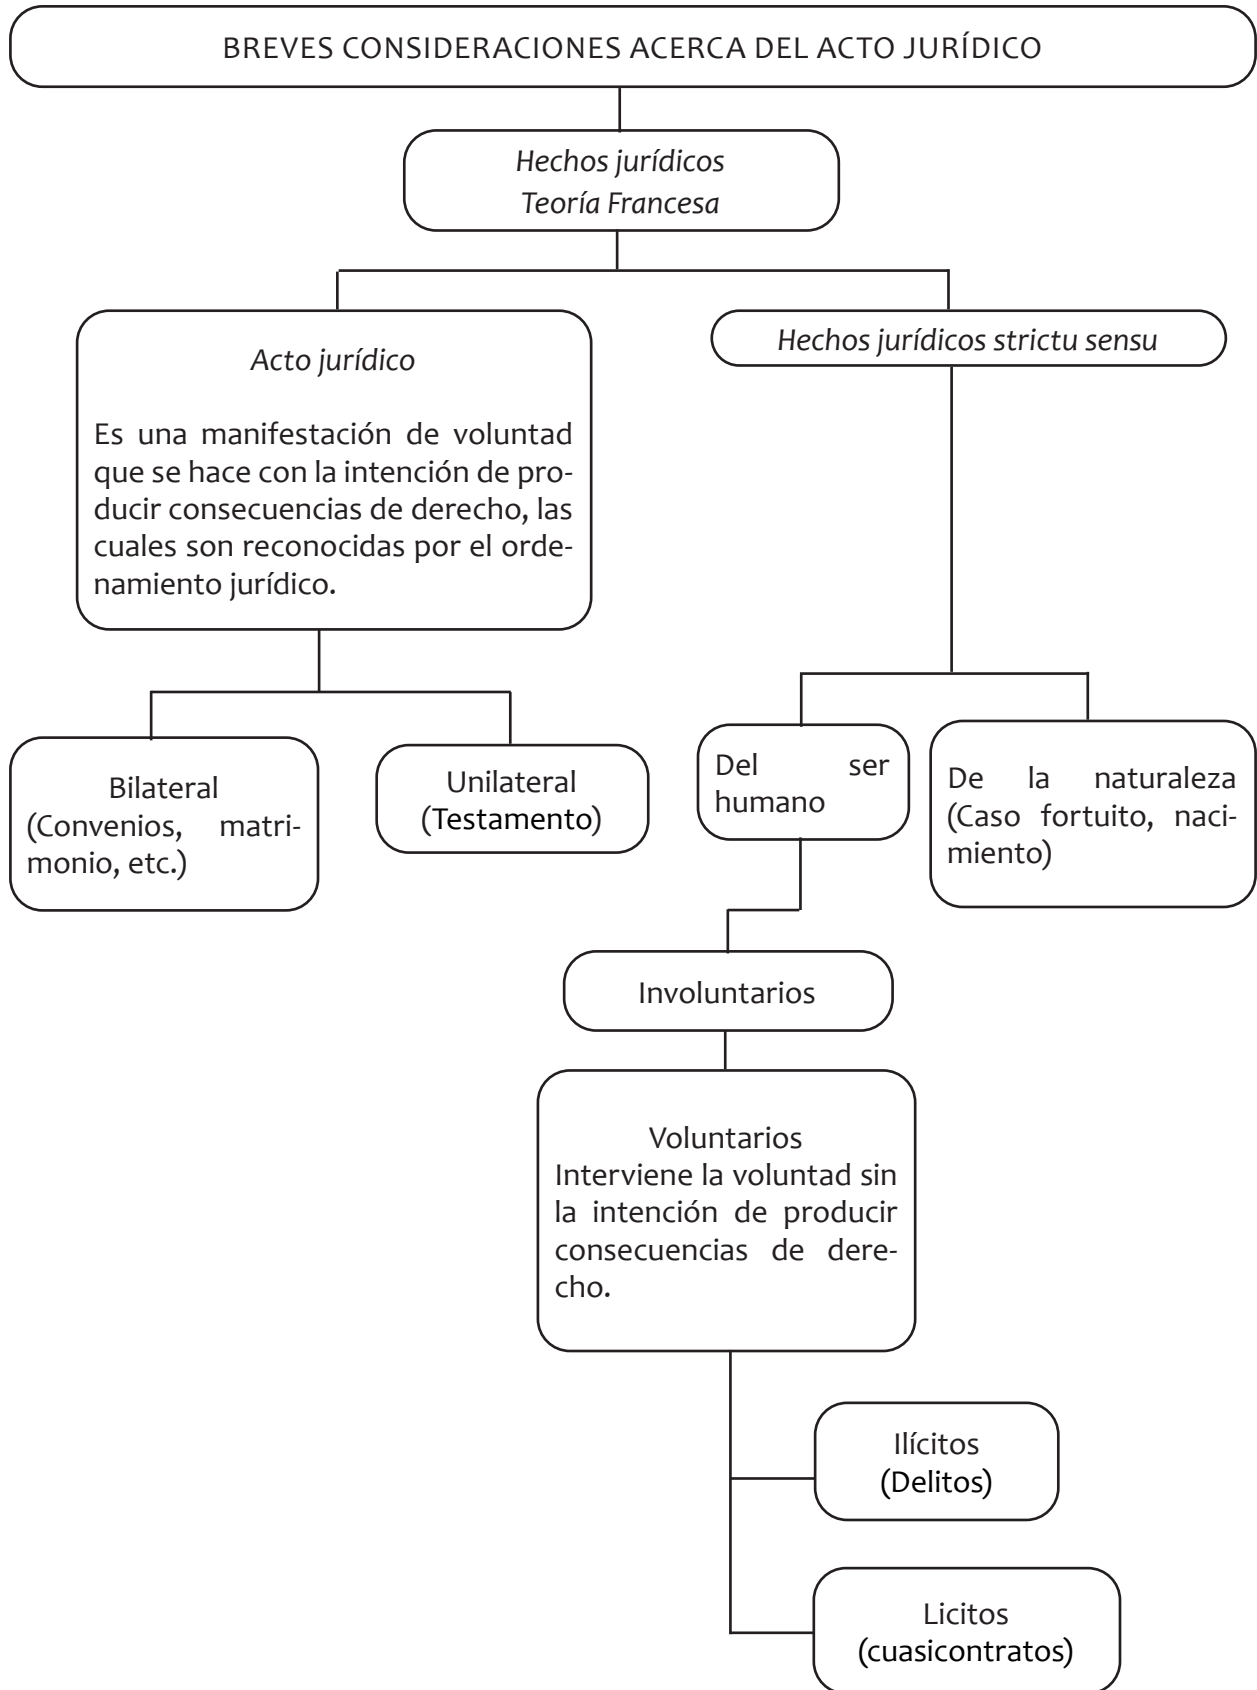 BREVES CONSIDERACIONES ACERCA DEL ACTO JURÍDICO
Hechos jurídicos
Teoría Francesa
Acto jurídico
Es una manifestación de voluntad
que se hace con la intención de pro-
ducir consecuencias de derecho, las
cuales son reconocidas por el orde-
namiento jurídico.
Hechos jurídicos strictu sensu
Bilateral
(Convenios, matri-
monio, etc.)
Unilateral
(Testamento)
Del ser
humano
De la naturaleza
(Caso fortuito, naci-
miento)
Involuntarios
Voluntarios
Interviene la voluntad sin
la intención de producir
consecuencias de dere-
cho.
Ilícitos
(Delitos)
Licitos
(cuasicontratos)